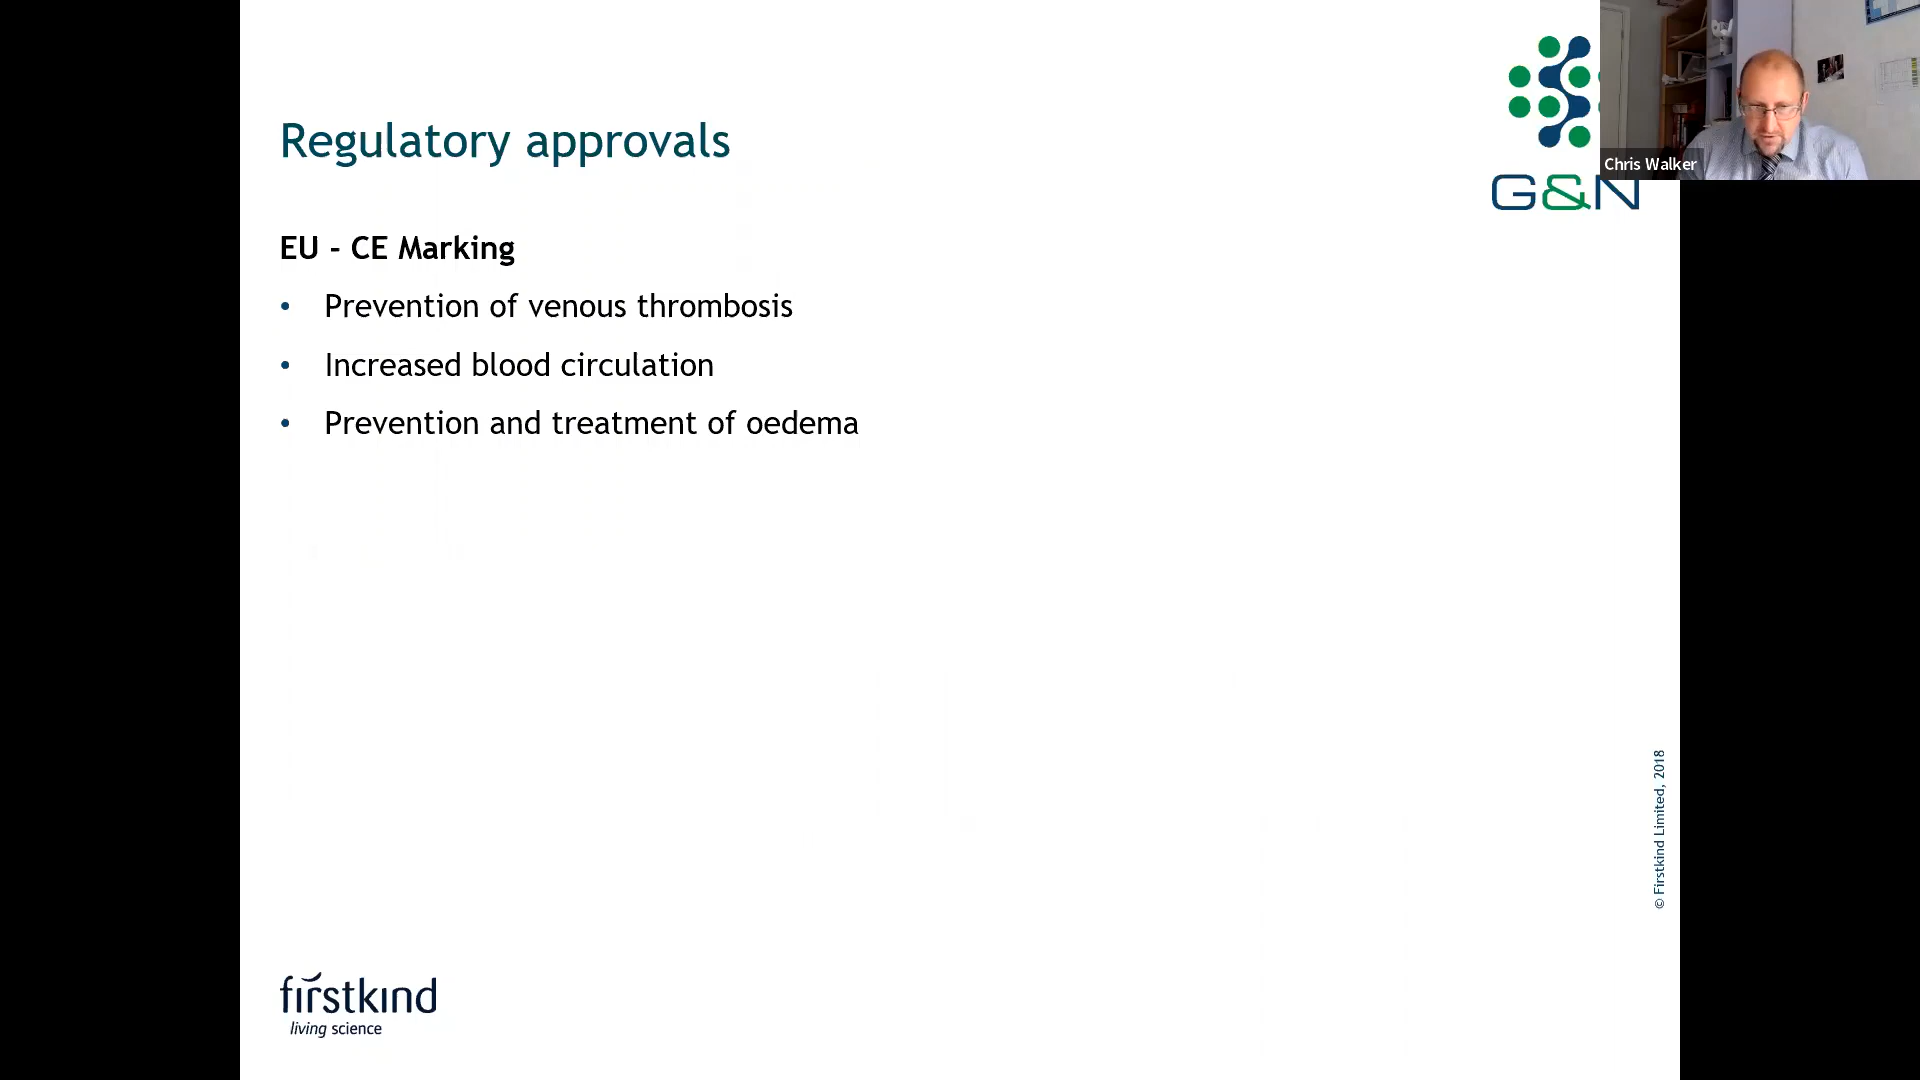 Regulatory approvals
G&N
Chris Walker
EU - CE Marking
• Prevention of venous thrombosis
• Increased blood circulation
• Prevention and treatment of oedema
© Firstkind Limited, 2018
firstkind
living science